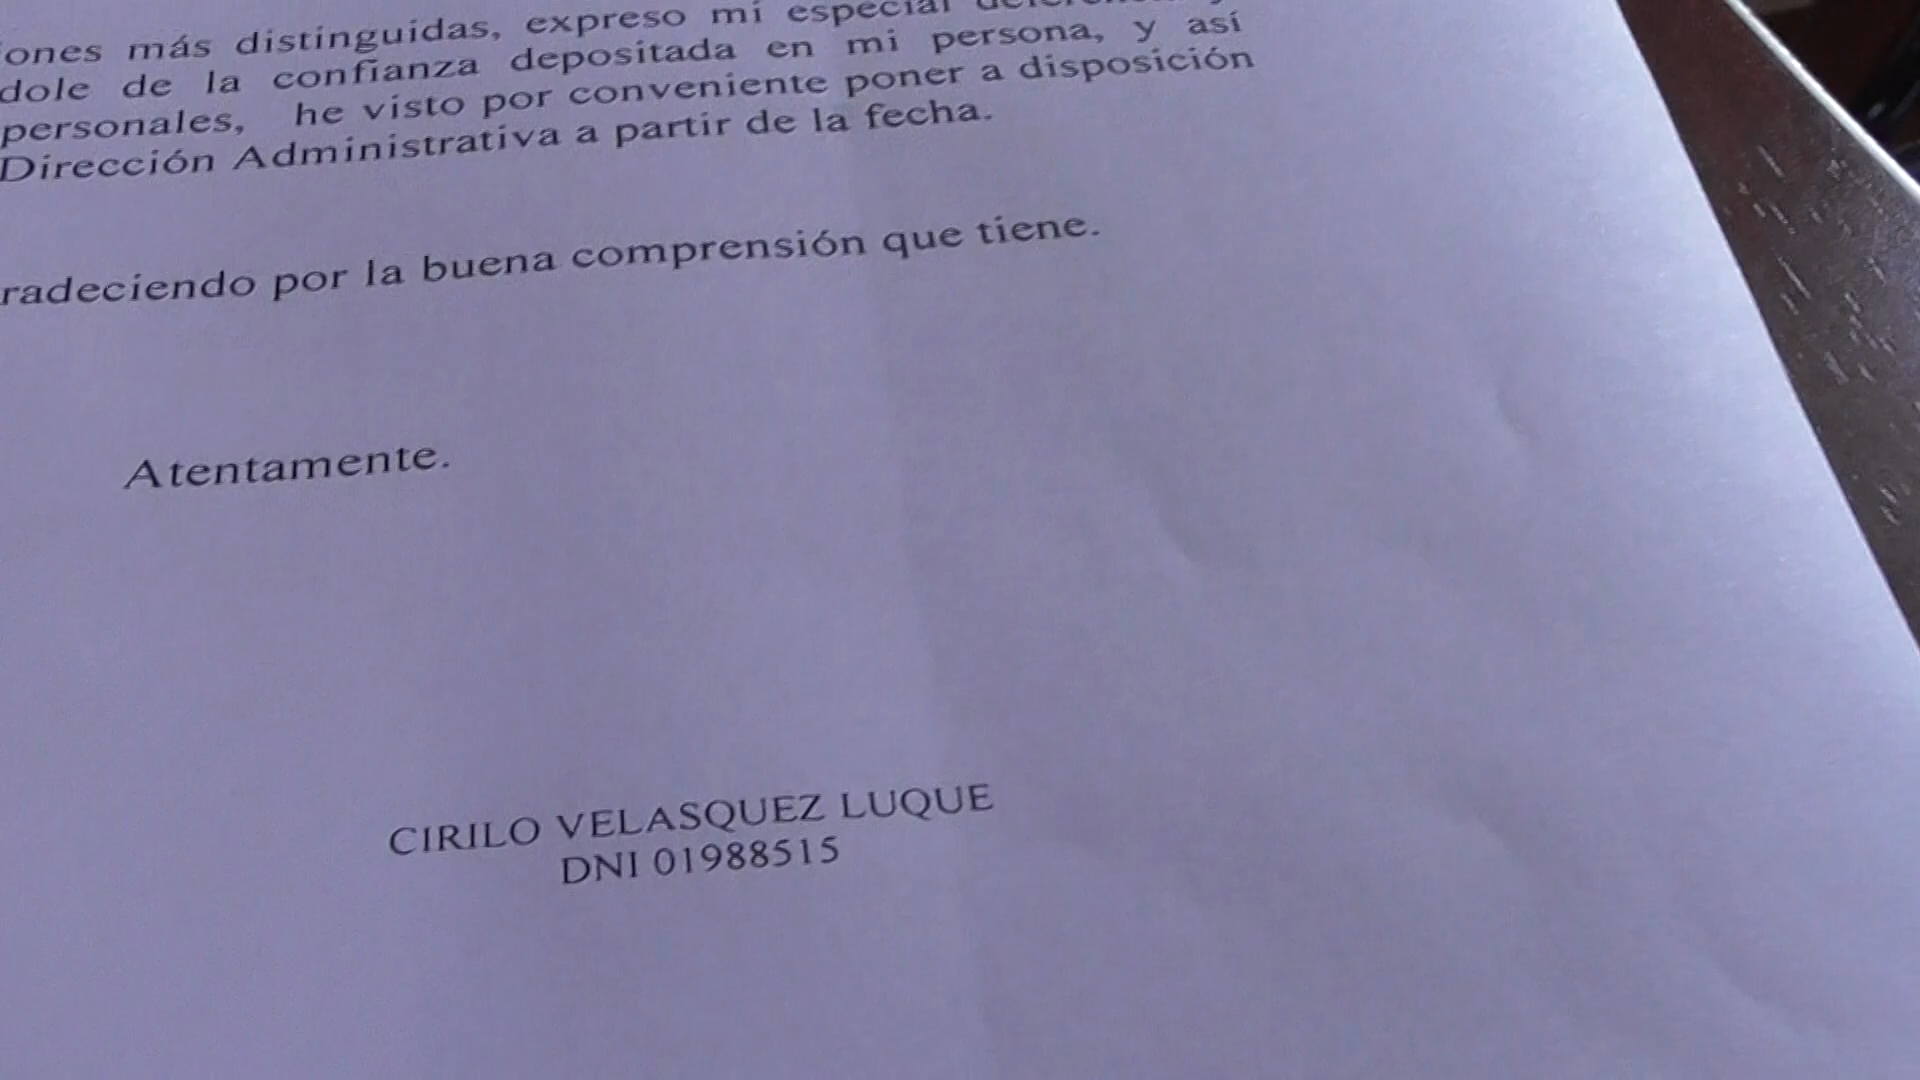 iones más distinguidas, expreso mi especial
dole de la confianza depositada en mi persona, y así
personales, he visto por conveniente poner a disposición
Dirección Administrativa a partir de la fecha.
radeciendo por la buena comprensión que tiene.
Atentamente.
CIRILO VELASQUEZ LUQUE
DNI 01988515